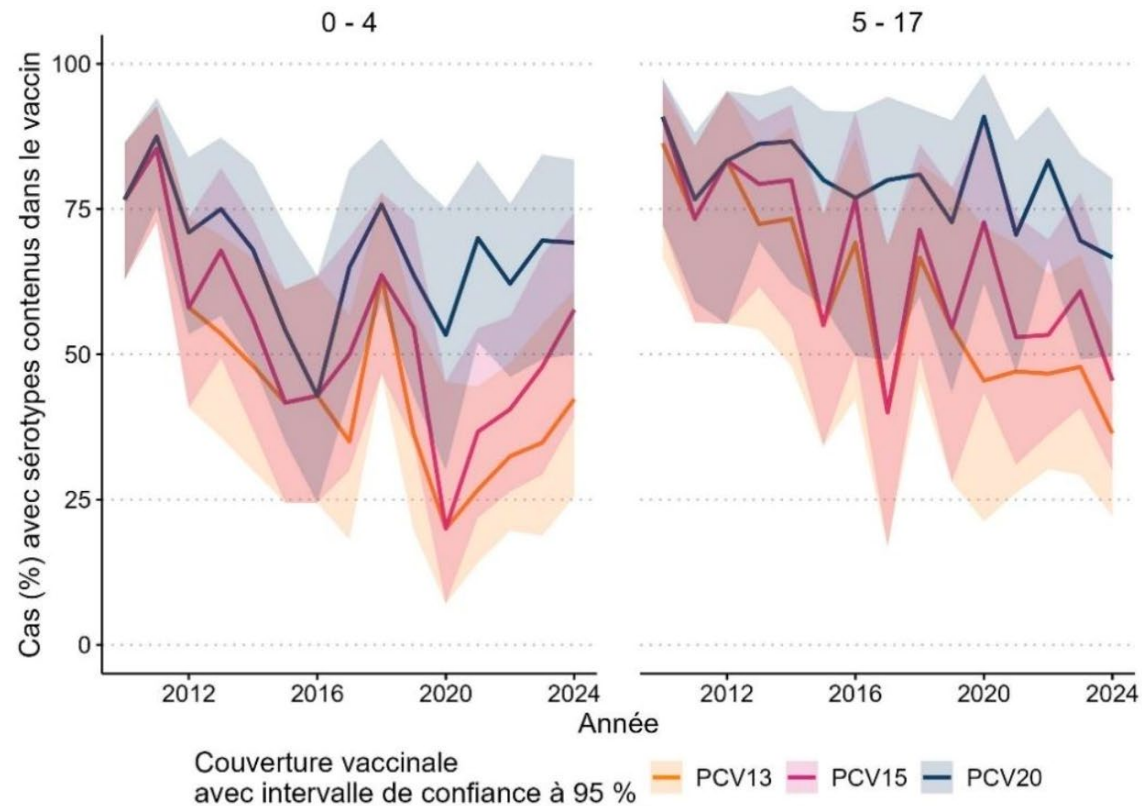 0 - 4
5 - 17
Cas (%) avec sérotypes contenus dans le vaccin
100
75
50
25
0
2012 2016 2020 2024
2012 2016 2020 2024
Année
Couverture vaccinale
avec intervalle de confiance à 95 %
PCV13 PCV15 PCV20